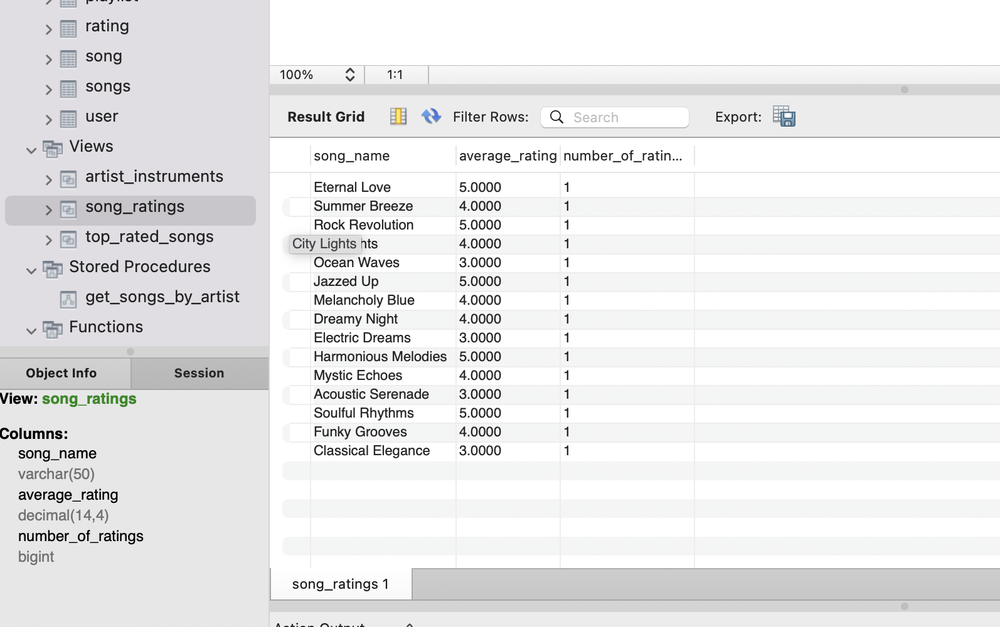 playlist
rating
song
songs
user
Views
artist_instruments
song_ratings
top_rated_songs
Stored Procedures
get_songs_by_artist
Functions
Object Info
Session
View: song_ratings
Columns:
song_name
varchar(50)
average_rating
decimal(14,4)
number_of_ratings
bigint
100%
1:1
Result Grid
Filter Rows:
Search
Export:
song_name average_rating number_of_ratin...
Eternal Love 5.0000 1
Summer Breeze 4.0000 1
Rock Revolution 5.0000 1
City Lights hts 4.0000 1
Ocean Waves 3.0000 1
Jazzed Up 5.0000 1
Melancholy Blue 4.0000 1
Dreamy Night 4.0000 1
Electric Dreams 3.0000 1
Harmonious Melodies 5.0000 1
Mystic Echoes 4.0000 1
Acoustic Serenade 3.0000 1
Soulful Rhythms 5.0000 1
Funky Grooves 4.0000 1
Classical Elegance 3.0000 1
song_ratings 1
Action Output